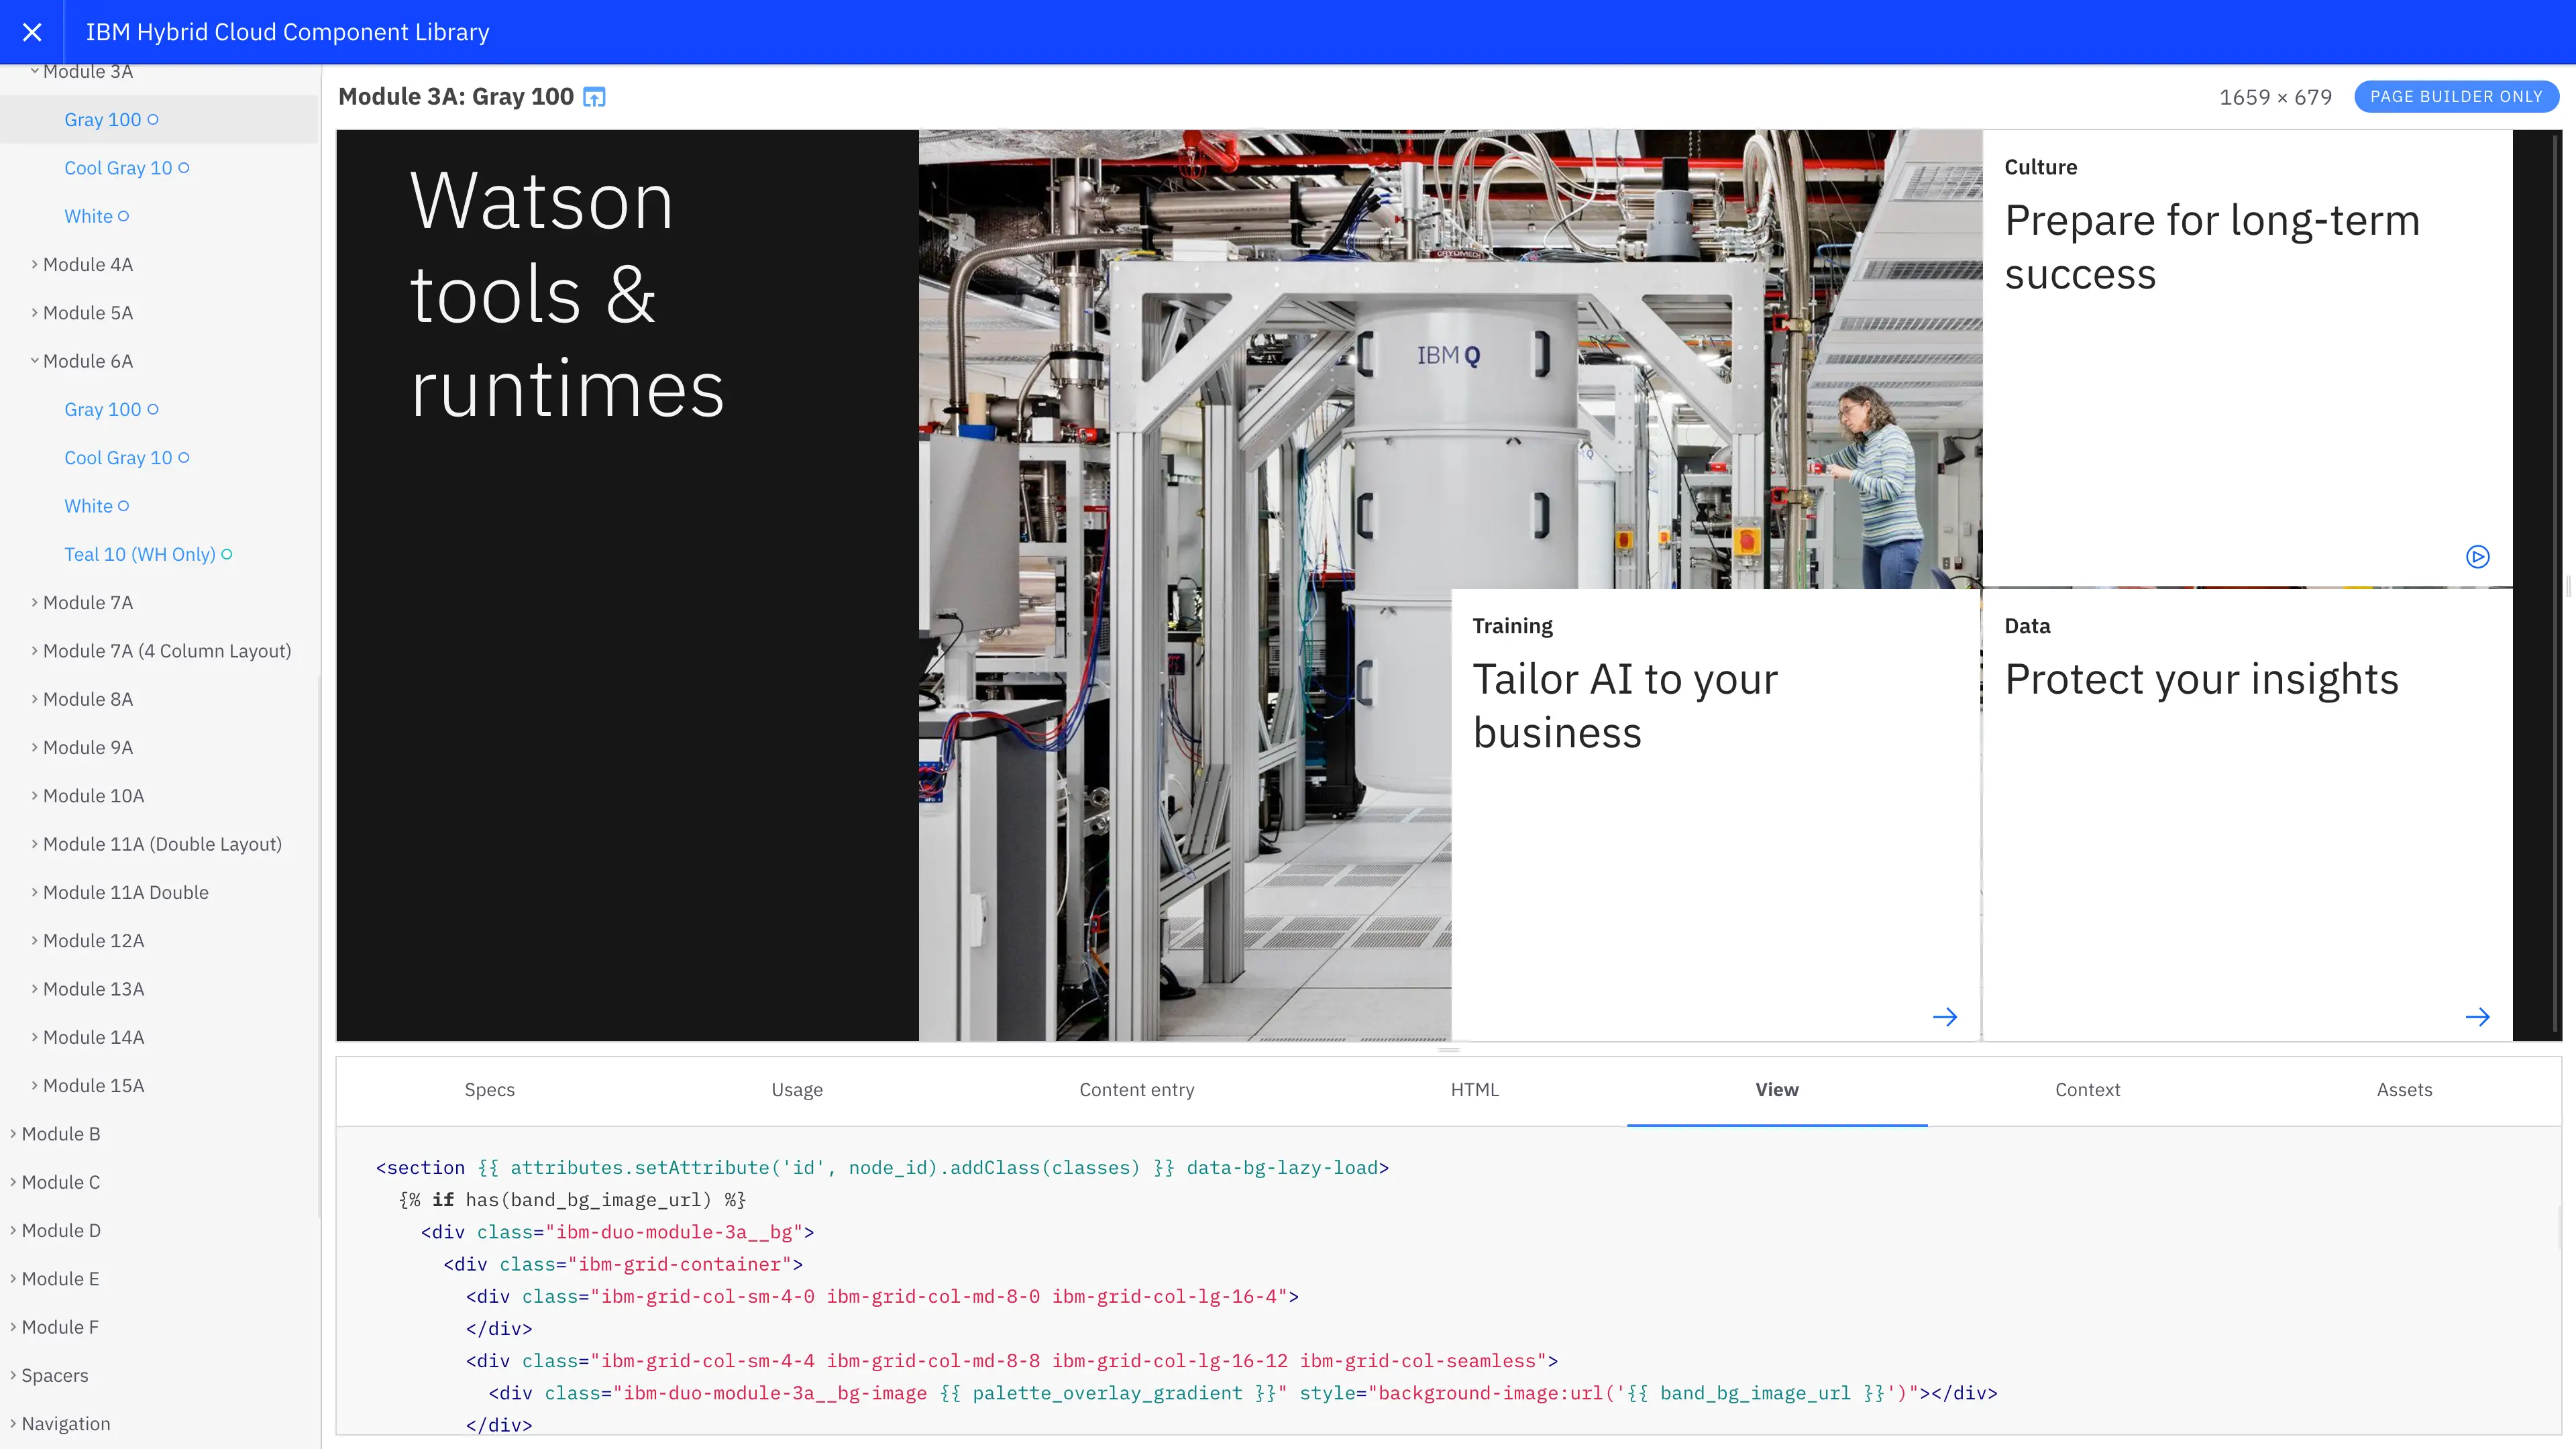 IBM Hybrid Cloud Component Library
Module 3A
Gray 100
Cool Gray 10
White
Module 4A
Module 5A
Module 6A
Gray 100
Cool Gray 10
White
Teal 10 (WH Only)
Module 7A
Module 7A (4 Column Layout)
Module 8A
Module 9A
Module 10A
Module 11A (Double Layout)
Module 11A Double
Module 12A
Module 13A
Module 14A
Module 15A
Module B
Module C
Module D
Module E
Module F
Spacers
Navigation
Module 3A: Gray 100
1659 × 679
PAGE BUILDER ONLY
Watson
tools &
runtimes
CRYOMECH
IBM Q
Culture
Prepare for long-term
success
Training
Tailor AI to your
business
Data
Protect your insights
Specs
Usage
Content entry
HTML
View
Context
Assets
<section {{ attributes.setAttribute('id', node_id).addClass(classes) }} data-bg-lazy-load>
{% if has(band_bg_image_url) %}
<div class="ibm-duo-module-3a__bg">
<div class="ibm-grid-container">
<div class="ibm-grid-col-sm-4-0 ibm-grid-col-md-8-0 ibm-grid-col-lg-16-4">
</div>
<div class="ibm-grid-col-sm-4-4 ibm-grid-col-md-8-8 ibm-grid-col-lg-16-12 ibm-grid-col-seamless">
<div class="ibm-duo-module-3a__bg-image {{ palette_overlay_gradient }}" style="background-image:url('{{ band_bg_image_url }}')"></div>
</div>